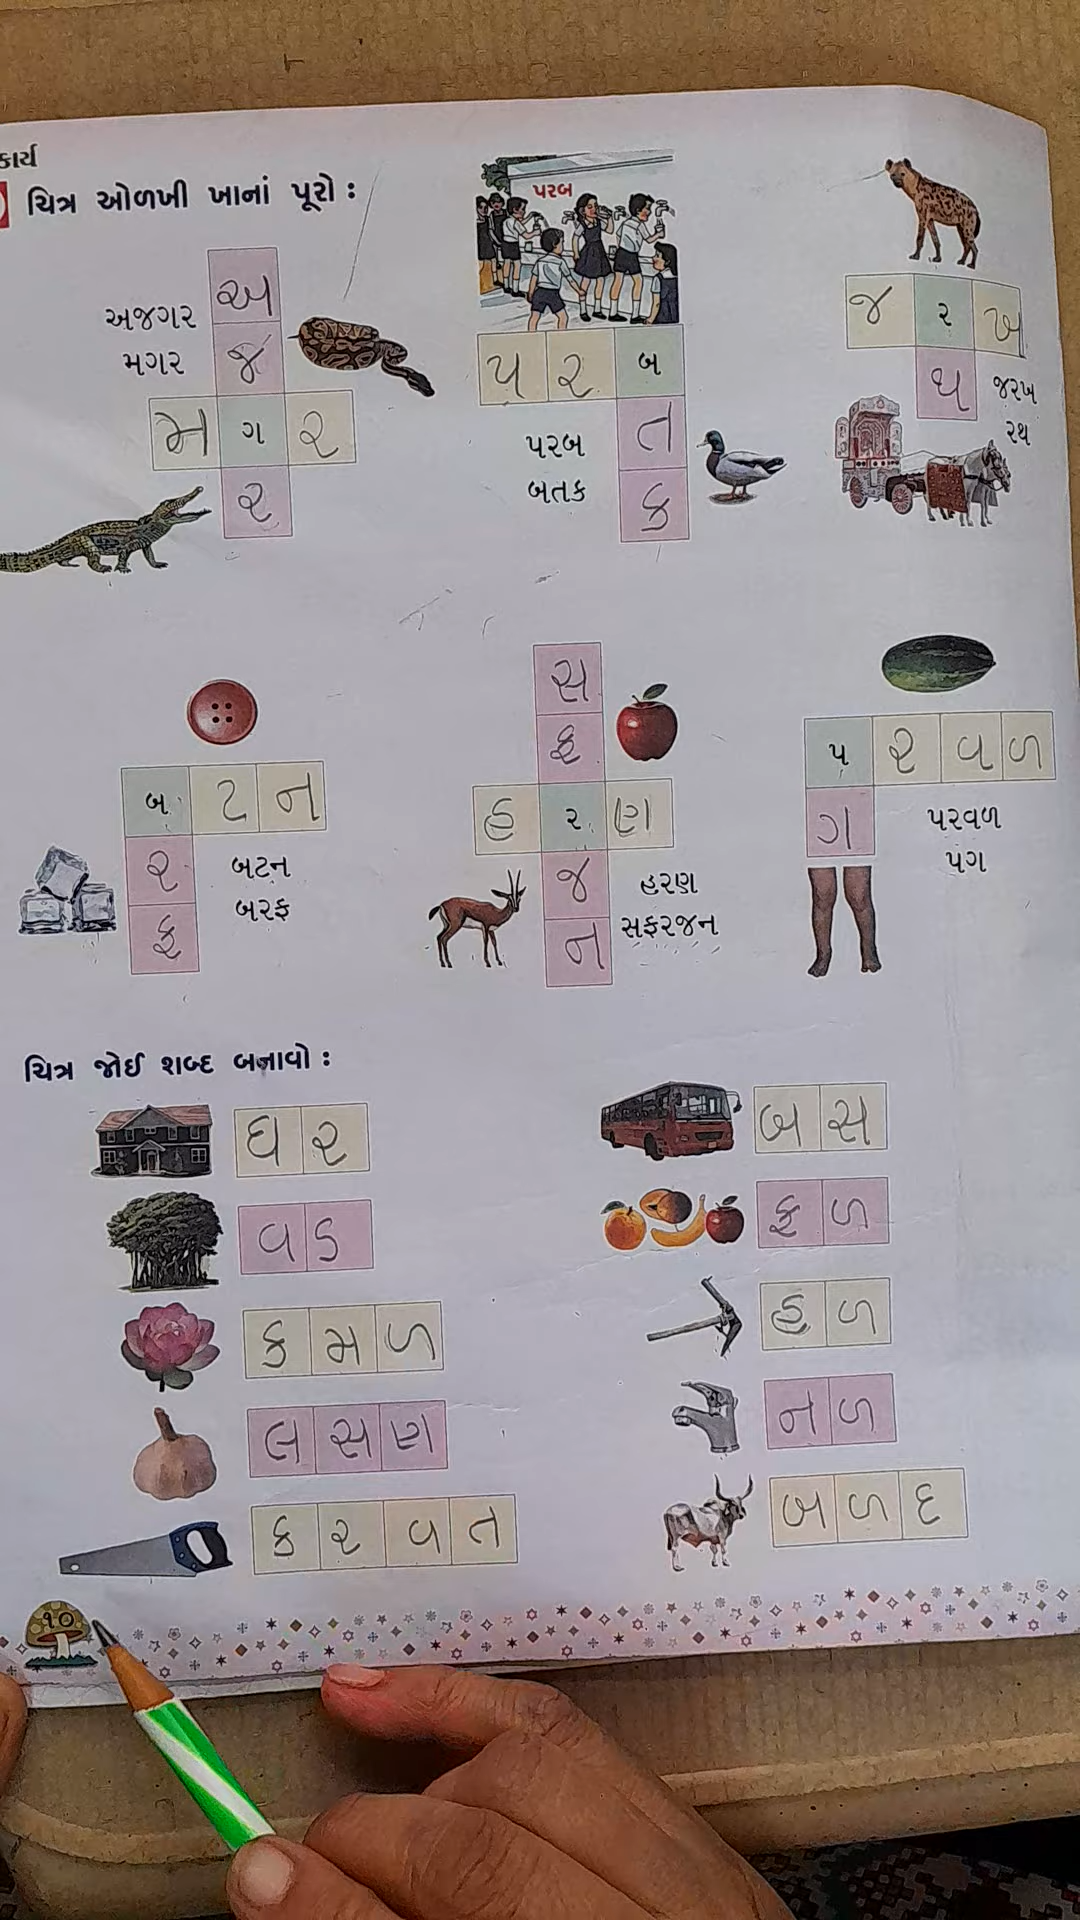 કાર્ય
ચિત્ર ઓળખી ખાનાં પૂરો :
પરબ
અ
અજગર
જ
મગર
મ ગ ર
ર
પ ર બ
ત
પરબ
બતક
ક
જ ર ખ
થ
જરખ
રથ
બ ટ ન
ર
બટન
બરફ
ફ
સ
ફ
હ ર ણ
જ
હરણ
સફરજન
ન
પ ર વ ળ
ગ
પરવળ
પગ
ચિત્ર જોઈ શબ્દ બનાવો :
ઘ ર
બ સ
વ ડ
ફ ળ
ક મ ળ
હ ળ
લ સ ણ
ન ળ
ક ર વ ત
બ ળ દ
૧૦